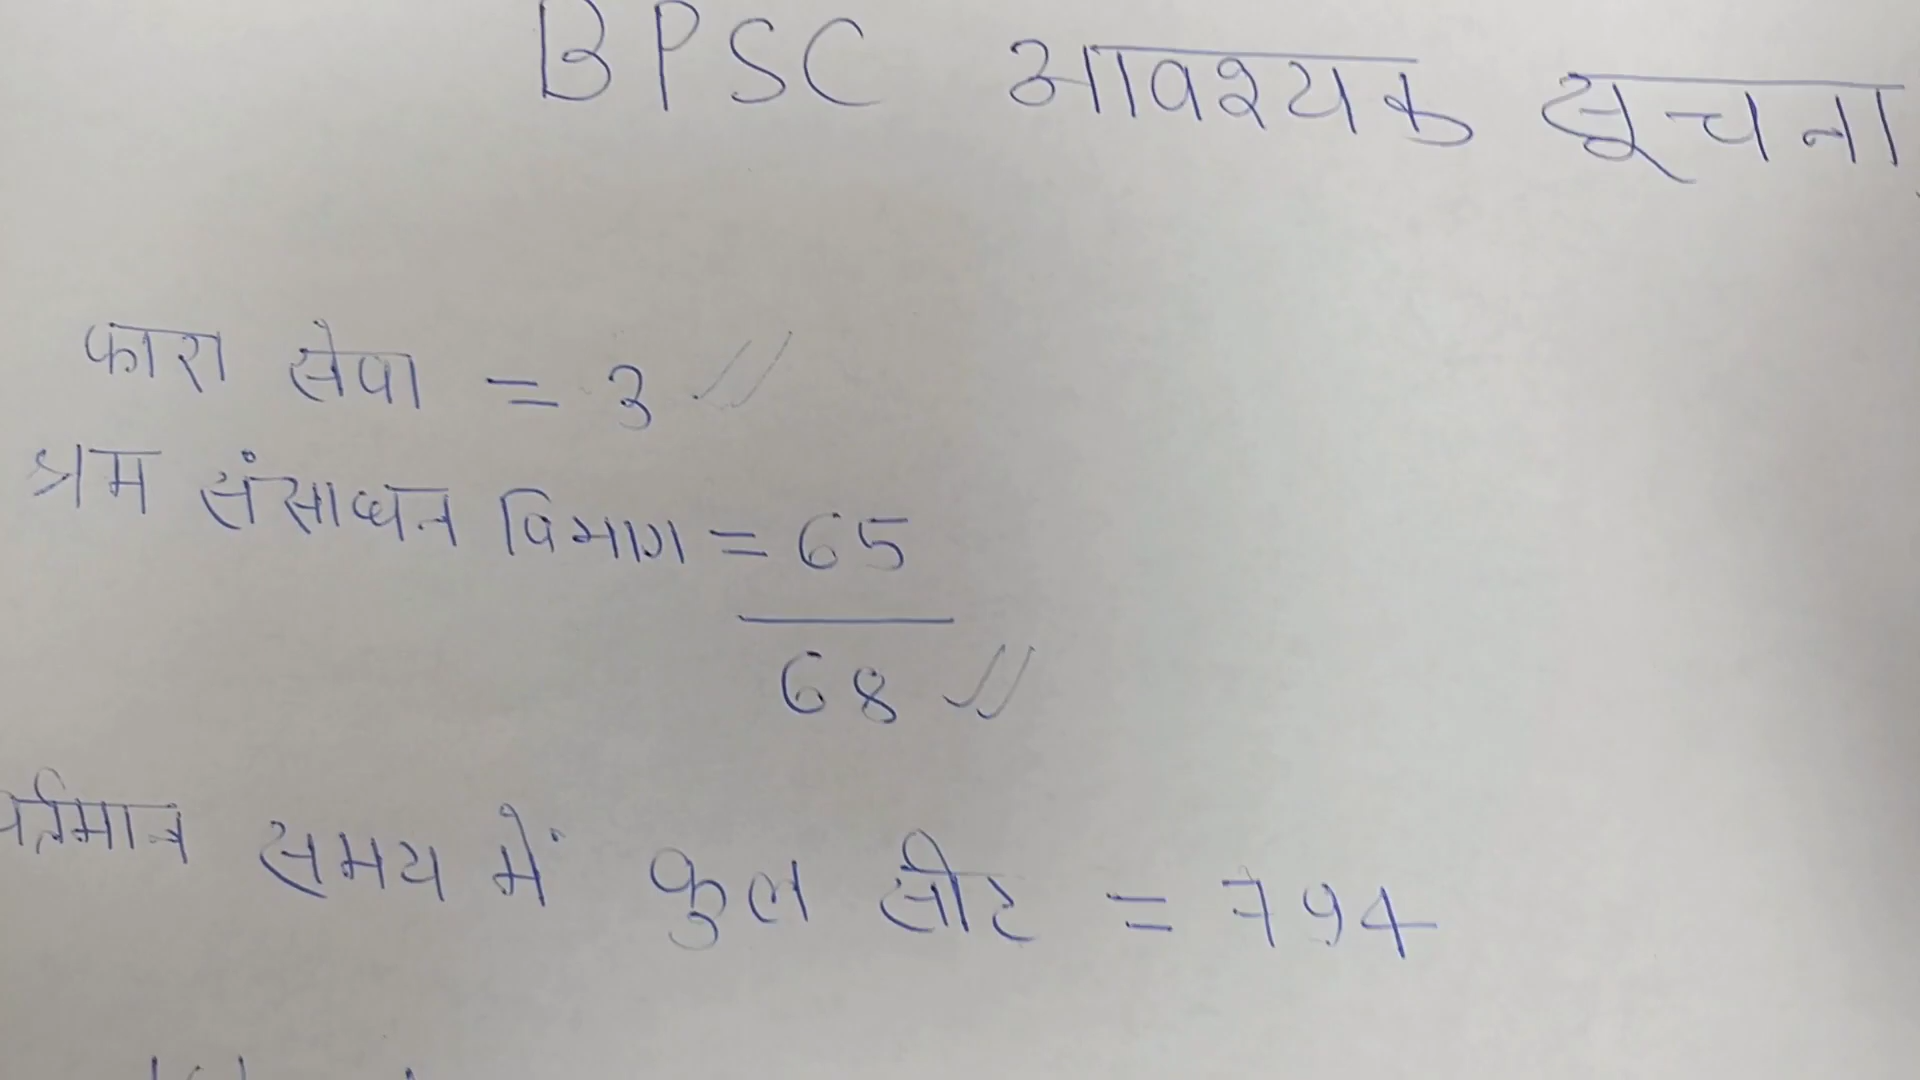 BPSC आवश्यक सूचना
कारा सेवा = 3
श्रम संसाधन विभाग = 65
68
वर्तमान समय में कुल सीट = 794